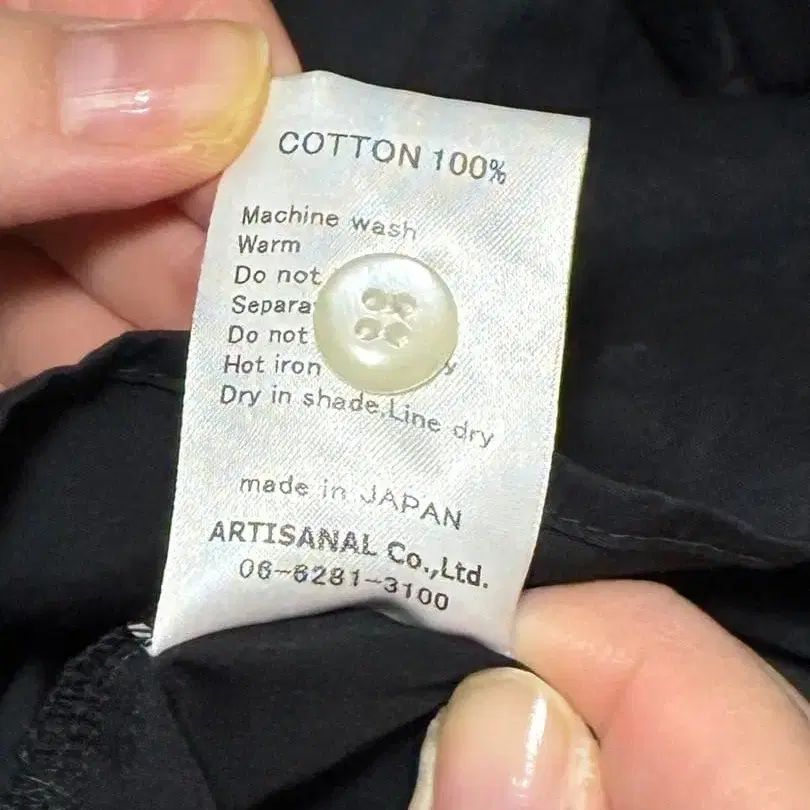 COTTON 100%
Machine wash
Warm
Do not
Separa
Do not
Hot iron y
Dry in shade,Line dry
made in JAPAN
ARTISANAL Co.,Ltd.
06-6281-3100